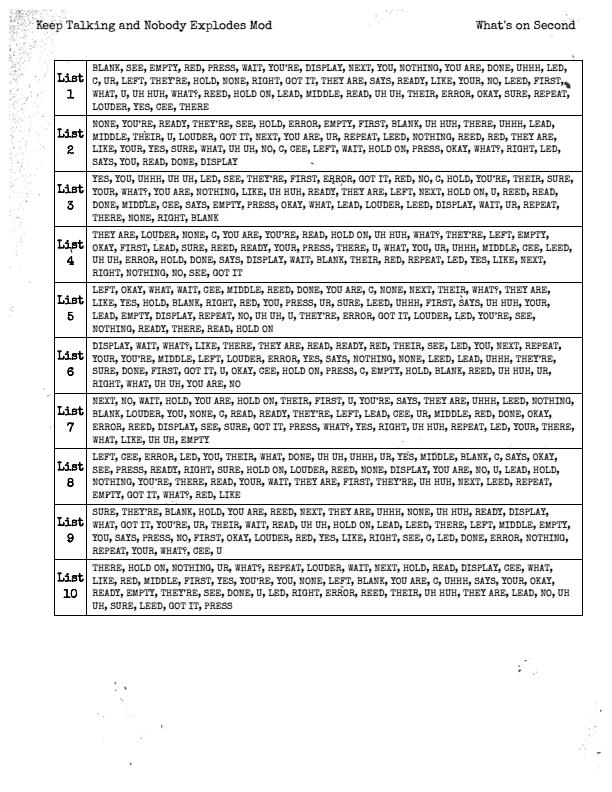 Keep Talking and Nobody Explodes Mod
What's on Second
List 1
BLANK, SEE, EMPTY, RED, PRESS, WAIT, YOU'RE, DISPLAY, NEXT, YOU, NOTHING, YOU ARE, DONE, UHHH, LED,
C, UR, LEFT, THEY'RE, HOLD, NONE, RIGHT, GOT IT, THEY ARE, SAYS, READY, LIKE, YOUR, NO, LEED, FIRST,
WHAT, U, UH HUH, WHAT?, REED, HOLD ON, LEAD, MIDDLE, READ, UH UH, THEIR, ERROR, OKAY, SURE, REPEAT,
LOUDER, YES, CEE, THERE
List 2
NONE, YOU'RE, READY, THEY'RE, SEE, HOLD, ERROR, EMPTY, FIRST, BLANK, UH HUH, THERE, UHHH, LEAD,
MIDDLE, THEIR, U, LOUDER, GOT IT, NEXT, YOU ARE, UR, REPEAT, LEED, NOTHING, REED, RED, THEY ARE,
LIKE, YOUR, YES, SURE, WHAT, UH UH, NO, C, CEE, LEFT, WAIT, HOLD ON, PRESS, OKAY, WHAT?, RIGHT, LED,
SAYS, YOU, READ, DONE, DISPLAY
List 3
YES, YOU, UHHH, UH UH, LED, SEE, THEY'RE, FIRST, ERROR, GOT IT, RED, NO, C, HOLD, YOU'RE, THEIR, SURE,
YOUR, WHAT?, YOU ARE, NOTHING, LIKE, UH HUH, READY, THEY ARE, LEFT, NEXT, HOLD ON, U, REED, READ,
DONE, MIDDLE, CEE, SAYS, EMPTY, PRESS, OKAY, WHAT, LEAD, LOUDER, LEED, DISPLAY, WAIT, UR, REPEAT,
THERE, NONE, RIGHT, BLANK
List 4
THEY ARE, LOUDER, NONE, C, YOU ARE, YOU'RE, READ, HOLD ON, UH HUH, WHAT?, THEY'RE, LEFT, EMPTY,
OKAY, FIRST, LEAD, SURE, REED, READY, YOUR, PRESS, THERE, U, WHAT, YOU, UR, UHHH, MIDDLE, CEE, LEED,
UH UH, ERROR, HOLD, DONE, SAYS, DISPLAY, WAIT, BLANK, THEIR, RED, REPEAT, LED, YES, LIKE, NEXT,
RIGHT, NOTHING, NO, SEE, GOT IT
List 5
LEFT, OKAY, WHAT, WAIT, CEE, MIDDLE, REED, DONE, YOU ARE, C, NONE, NEXT, THEIR, WHAT?, THEY ARE,
LIKE, YES, HOLD, BLANK, RIGHT, RED, YOU, PRESS, UR, SURE, LEED, UHHH, FIRST, SAYS, UH HUH, YOUR,
LEAD, EMPTY, DISPLAY, REPEAT, NO, UH UH, U, THEY'RE, ERROR, GOT IT, LOUDER, LED, YOU'RE, SEE,
NOTHING, READY, THERE, READ, HOLD ON
List 6
DISPLAY, WAIT, WHAT?, LIKE, THERE, THEY ARE, READ, READY, RED, THEIR, SEE, LED, YOU, NEXT, REPEAT,
YOUR, YOU'RE, MIDDLE, LEFT, LOUDER, ERROR, YES, SAYS, NOTHING, NONE, LEED, LEAD, UHHH, THEY'RE,
SURE, DONE, FIRST, GOT IT, U, OKAY, CEE, HOLD ON, PRESS, C, EMPTY, HOLD, BLANK, REED, UH HUH, UR,
RIGHT, WHAT, UH UH, YOU ARE, NO
List 7
NEXT, NO, WAIT, HOLD, YOU ARE, HOLD ON, THEIR, FIRST, U, YOU'RE, SAYS, THEY ARE, UHHH, LEED, NOTHING,
BLANK, LOUDER, YOU, NONE, C, READ, READY, THEY'RE, LEFT, LEAD, CEE, UR, MIDDLE, RED, DONE, OKAY,
ERROR, REED, DISPLAY, SEE, SURE, GOT IT, PRESS, WHAT?, YES, RIGHT, UH HUH, REPEAT, LED, YOUR, THERE,
WHAT, LIKE, UH UH, EMPTY
List 8
LEFT, CEE, ERROR, LED, YOU, THEIR, WHAT, DONE, UH UH, UHHH, UR, YES, MIDDLE, BLANK, C, SAYS, OKAY,
SEE, PRESS, READY, RIGHT, SURE, HOLD ON, LOUDER, REED, NONE, DISPLAY, YOU ARE, NO, U, LEAD, HOLD,
NOTHING, YOU'RE, THERE, READ, YOUR, WAIT, THEY ARE, FIRST, THEY'RE, UH HUH, NEXT, LEED, REPEAT,
EMPTY, GOT IT, WHAT?, RED, LIKE
List 9
SURE, THEY'RE, BLANK, HOLD, YOU ARE, REED, NEXT, THEY ARE, UHHH, NONE, UH HUH, READY, DISPLAY,
WHAT, GOT IT, YOU'RE, UR, THEIR, WAIT, READ, UH UH, HOLD ON, LEAD, LEED, THERE, LEFT, MIDDLE, EMPTY,
YOU, SAYS, PRESS, NO, FIRST, OKAY, LOUDER, RED, YES, LIKE, RIGHT, SEE, C, LED, DONE, ERROR, NOTHING,
REPEAT, YOUR, WHAT?, CEE, U
List 10
THERE, HOLD ON, NOTHING, UR, WHAT?, REPEAT, LOUDER, WAIT, NEXT, HOLD, READ, DISPLAY, CEE, WHAT,
LIKE, RED, MIDDLE, FIRST, YES, YOU'RE, YOU, NONE, LEFT, BLANK, YOU ARE, C, UHHH, SAYS, YOUR, OKAY,
READY, EMPTY, THEY'RE, SEE, DONE, U, LED, RIGHT, ERROR, REED, THEIR, UH HUH, THEY ARE, LEAD, NO, UH
UH, SURE, LEED, GOT IT, PRESS